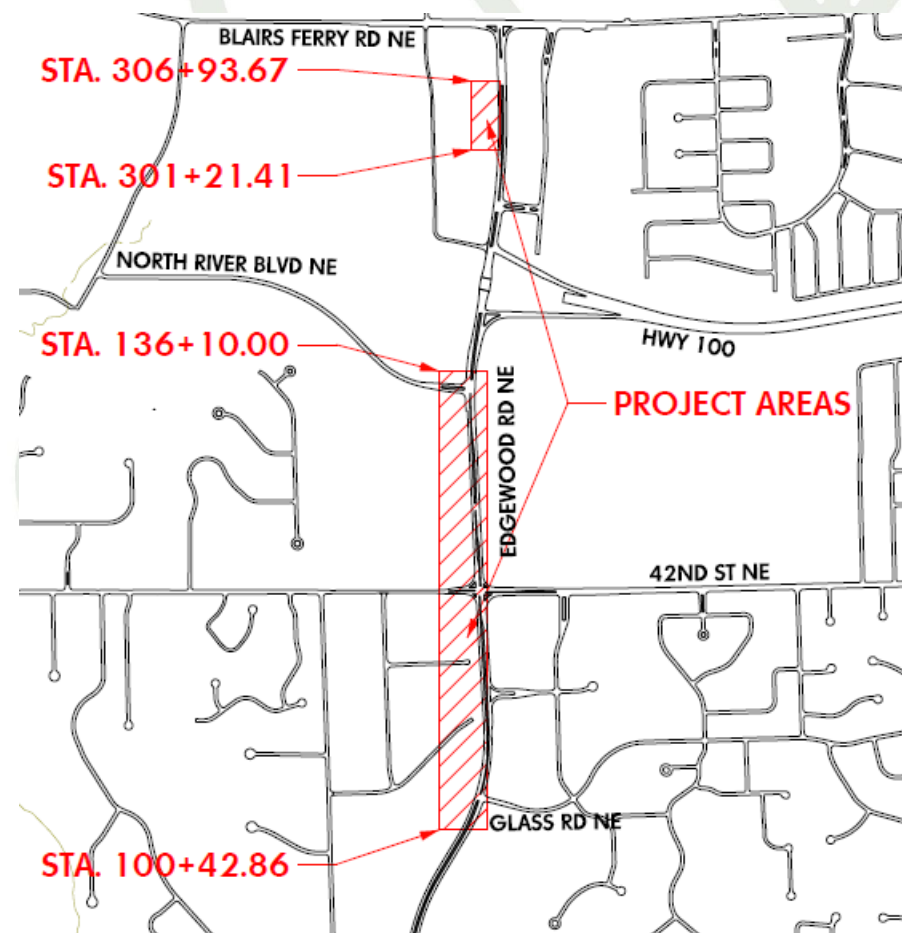 BLAIRS FERRY RD NE
STA. 306+93.67
STA. 301+21.41
NORTH RIVER BLVD NE
HWY 100
STA. 136+10.00
EDGEWOOD RD NE
PROJECT AREAS
42ND ST NE
GLASS RD NE
STA. 100+42.86